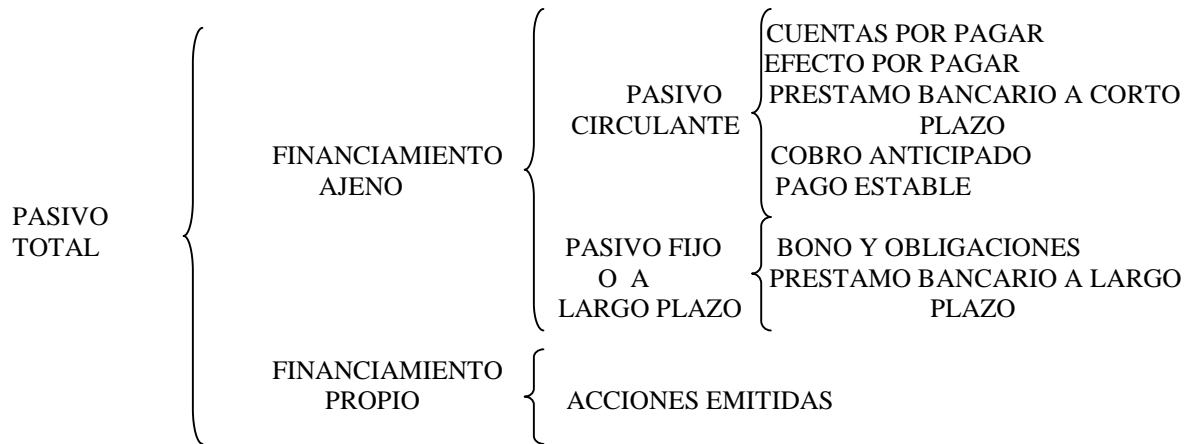 PASIVO
TOTAL
FINANCIAMIENTO
AJENO
PASIVO
CIRCULANTE
CUENTAS POR PAGAR
EFECTO POR PAGAR
PRESTAMO BANCARIO A CORTO
PLAZO
COBRO ANTICIPADO
PAGO ESTABLE
PASIVO FIJO
O A
LARGO PLAZO
BONO Y OBLIGACIONES
PRESTAMO BANCARIO A LARGO
PLAZO
FINANCIAMIENTO
PROPIO
ACCIONES EMITIDAS